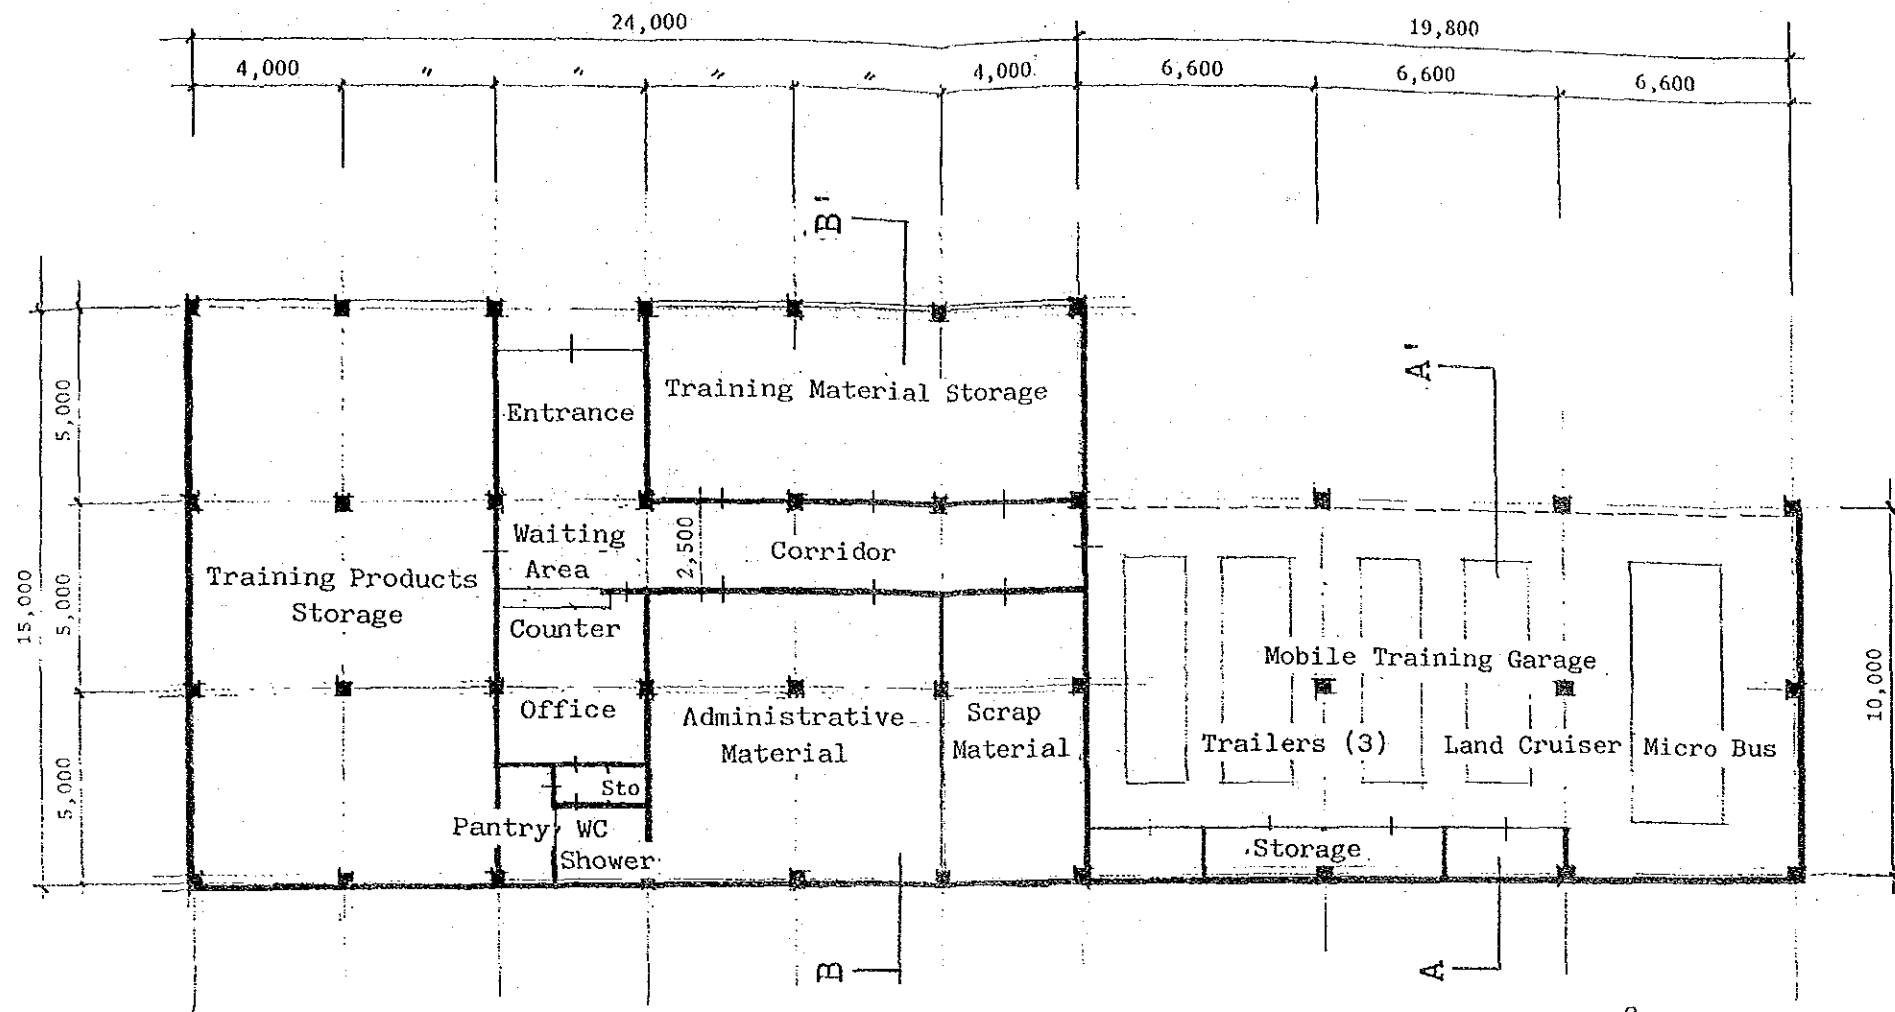 24,000
19,800
4,000 〃 〃 〃 〃 4,000 6,600 6,600 6,600
B'
A'
5,000
5,000
5,000
15,000
10,000
Training Material Storage
Entrance
Waiting
Area
2,500
Corridor
Training Products
Storage
Counter
Office
Administrative
Material
Scrap
Material
Mobile Training Garage
Trailers (3)
Land Cruiser
Micro Bus
Sto
Pantry
WC
Shower
Storage
B
A